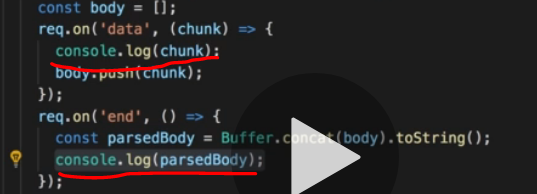 const body = [];
req.on('data', (chunk) => {
console.log(chunk);
body.push(chunk);
});
req.on('end', () => {
const parsedBody = Buffer.concat(body).toString();
console.log(parsedBody);
});